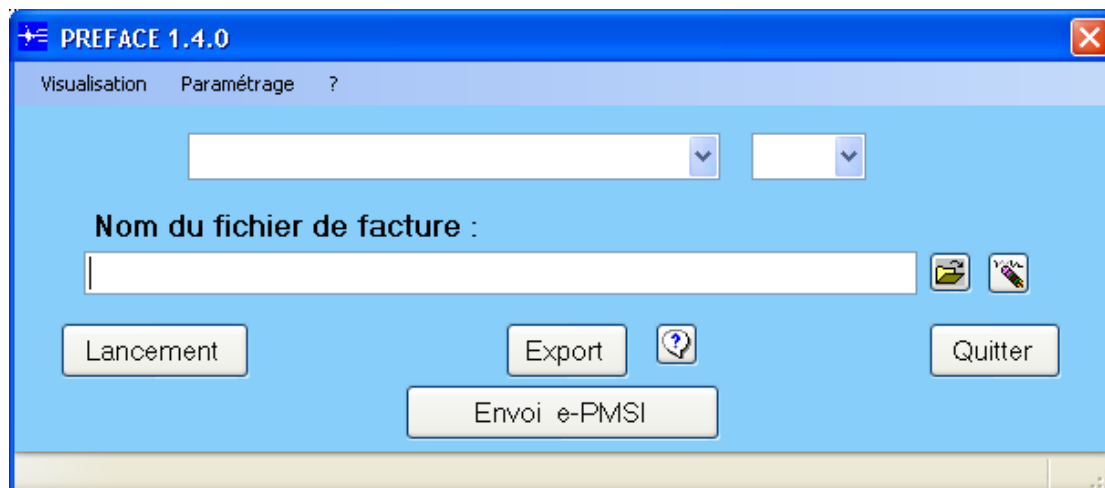 PREFACE 1.4.0
Visualisation Paramétrage ?
Nom du fichier de facture :
Lancement Export ? Quitter
Envoi e-PMSI